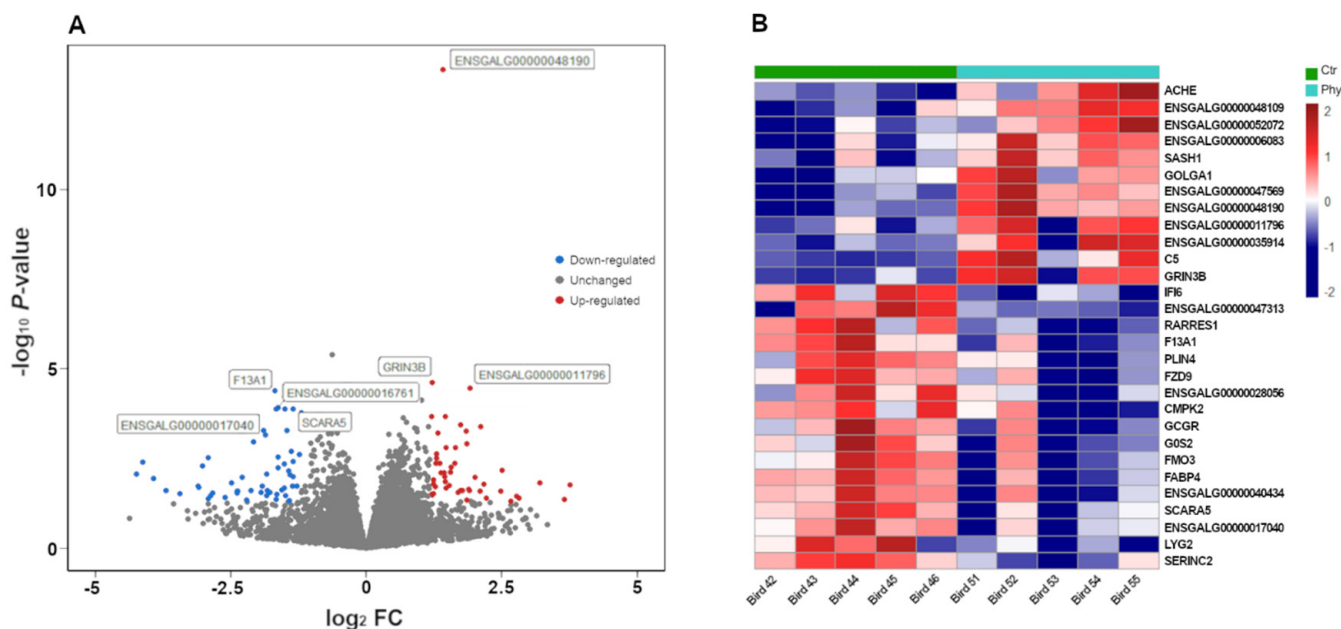 A
ENSGALG00000048190
10
5
0
-log10 P-value
Down-regulated
Unchanged
Up-regulated
GRIN3B
ENSGALG00000011796
F13A1
ENSGALG00000016761
ENSGALG00000017040
SCARA5
-5
-2.5
0
2.5
5
log2 FC
B
Ctr
Phy
2
1
0
-1
-2
ACHE
ENSGALG00000048109
ENSGALG00000052072
ENSGALG00000006083
SASH1
GOLGA1
ENSGALG00000047569
ENSGALG00000048190
ENSGALG00000011796
ENSGALG00000035914
C5
GRIN3B
IFI6
ENSGALG00000047313
RARRES1
F13A1
PLIN4
FZD9
ENSGALG00000028056
CMPK2
GCGR
G0S2
FMO3
FABP4
ENSGALG00000040434
SCARA5
ENSGALG00000017040
LYG2
SERINC2
Bird 42
Bird 43
Bird 44
Bird 45
Bird 46
Bird 51
Bird 52
Bird 53
Bird 54
Bird 55